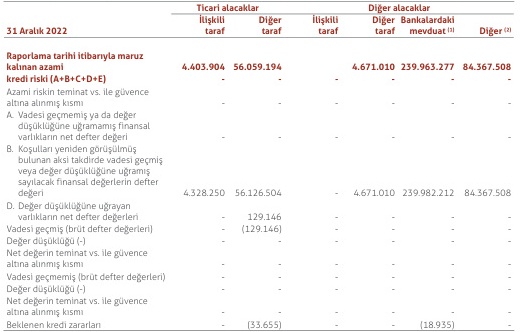 Ticari alacaklar Diğer alacaklar
İlişkili Diğer İlişkili Diğer Bankalardaki
31 Aralık 2022 taraf taraf taraf taraf mevduat (1) Diğer (2)
Raporlama tarihi itibarıyla maruz
kalınan azami 4.403.904 56.059.194 4.671.010 239.963.277 84.367.508
kredi riski (A+B+C+D+E) - - - - - -
Azami riskin teminat vs. ile güvence
altına alınmış kısmı - - - - - -
A. Vadesi geçmemiş ya da değer
düşüklüğüne uğramamış finansal
varlıkların net defter değeri - - - - - -
B. Koşulları yeniden görüşülmüş
bulunan aksi takdirde vadesi geçmiş
veya değer düşüklüğüne uğramış
sayılacak finansal değerlerin defter
değeri 4.328.250 56.126.504 - 4.671.010 239.982.212 84.367.508
D. Değer düşüklüğüne uğrayan
varlıkların net defter değerleri - 129.146 - - - -
Vadesi geçmiş (brüt defter değerleri) - (129.146) - - - -
Değer düşüklüğü (-) - - - - - -
Net değerin teminat vs. ile güvence
altına alınmış kısmı - - - - - -
Vadesi geçmemiş (brüt defter değerleri) - - - - - -
Değer düşüklüğü (-) - - - - - -
Net değerin teminat vs. ile güvence
altına alınmış kısmı - - - - - -
Beklenen kredi zararları - (33.655) - - (18.935) -